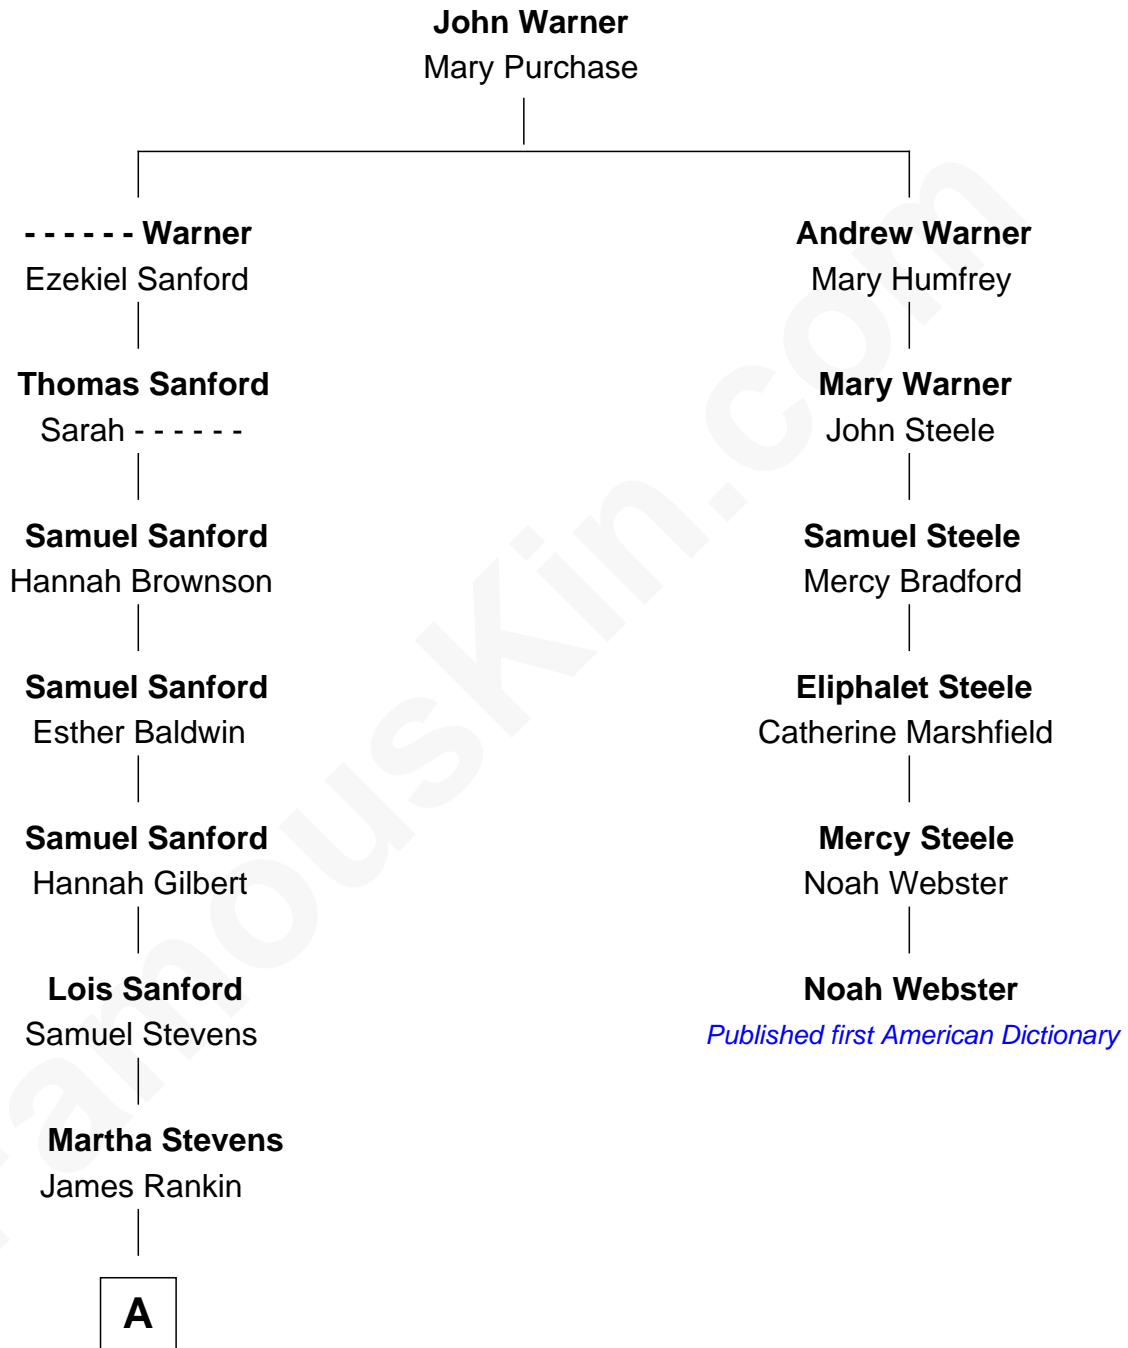 John Warner
Mary Purchase
- - - - - - Warner
Ezekiel Sanford
Andrew Warner
Mary Humfrey
Thomas Sanford
Sarah - - - - - -
Mary Warner
John Steele
Samuel Sanford
Hannah Brownson
Samuel Steele
Mercy Bradford
Samuel Sanford
Esther Baldwin
Eliphalet Steele
Catherine Marshfield
Samuel Sanford
Hannah Gilbert
Mercy Steele
Noah Webster
Lois Sanford
Samuel Stevens
Noah Webster
Published first American Dictionary
Martha Stevens
James Rankin
A
FamousKin.com